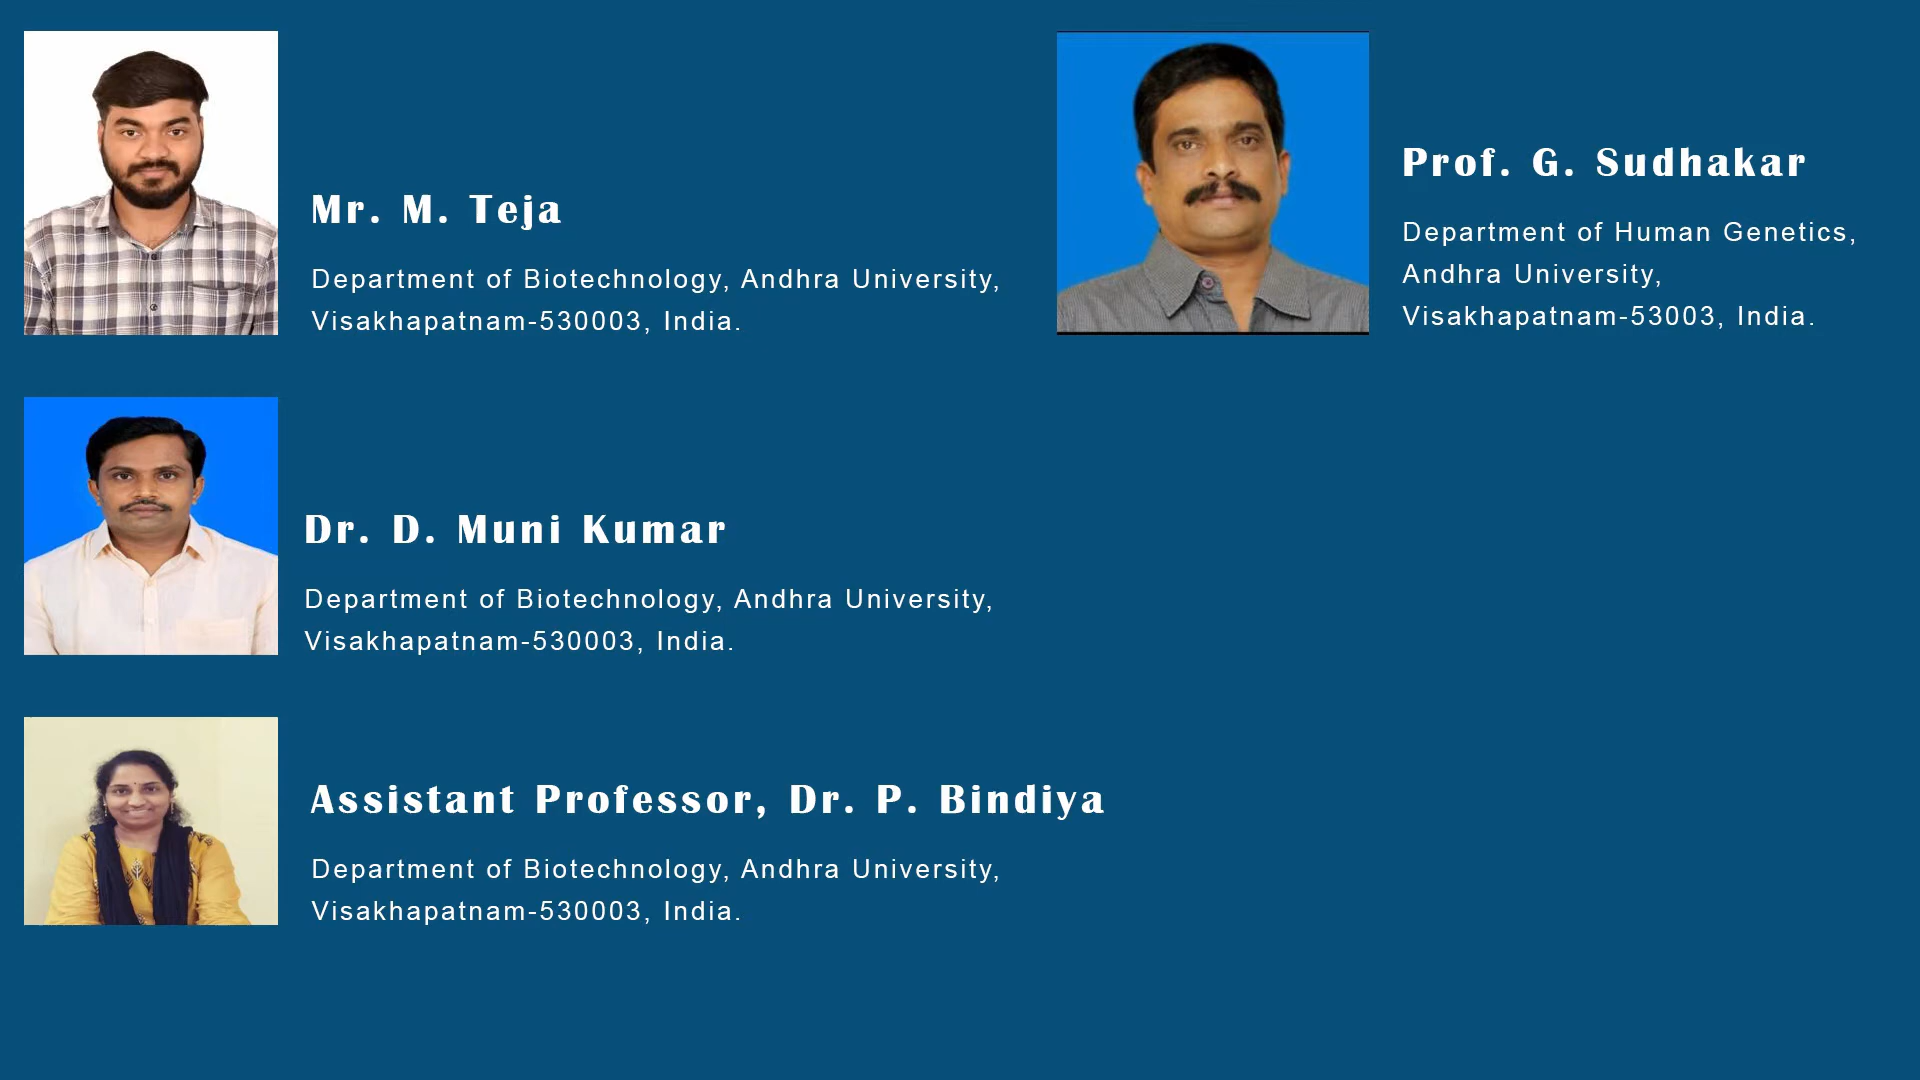 Mr. M. Teja
Department of Biotechnology, Andhra University,
Visakhapatnam-530003, India.
Prof. G. Sudhakar
Department of Human Genetics,
Andhra University,
Visakhapatnam-53003, India.
Dr. D. Muni Kumar
Department of Biotechnology, Andhra University,
Visakhapatnam-530003, India.
Assistant Professor, Dr. P. Bindiya
Department of Biotechnology, Andhra University,
Visakhapatnam-530003, India.